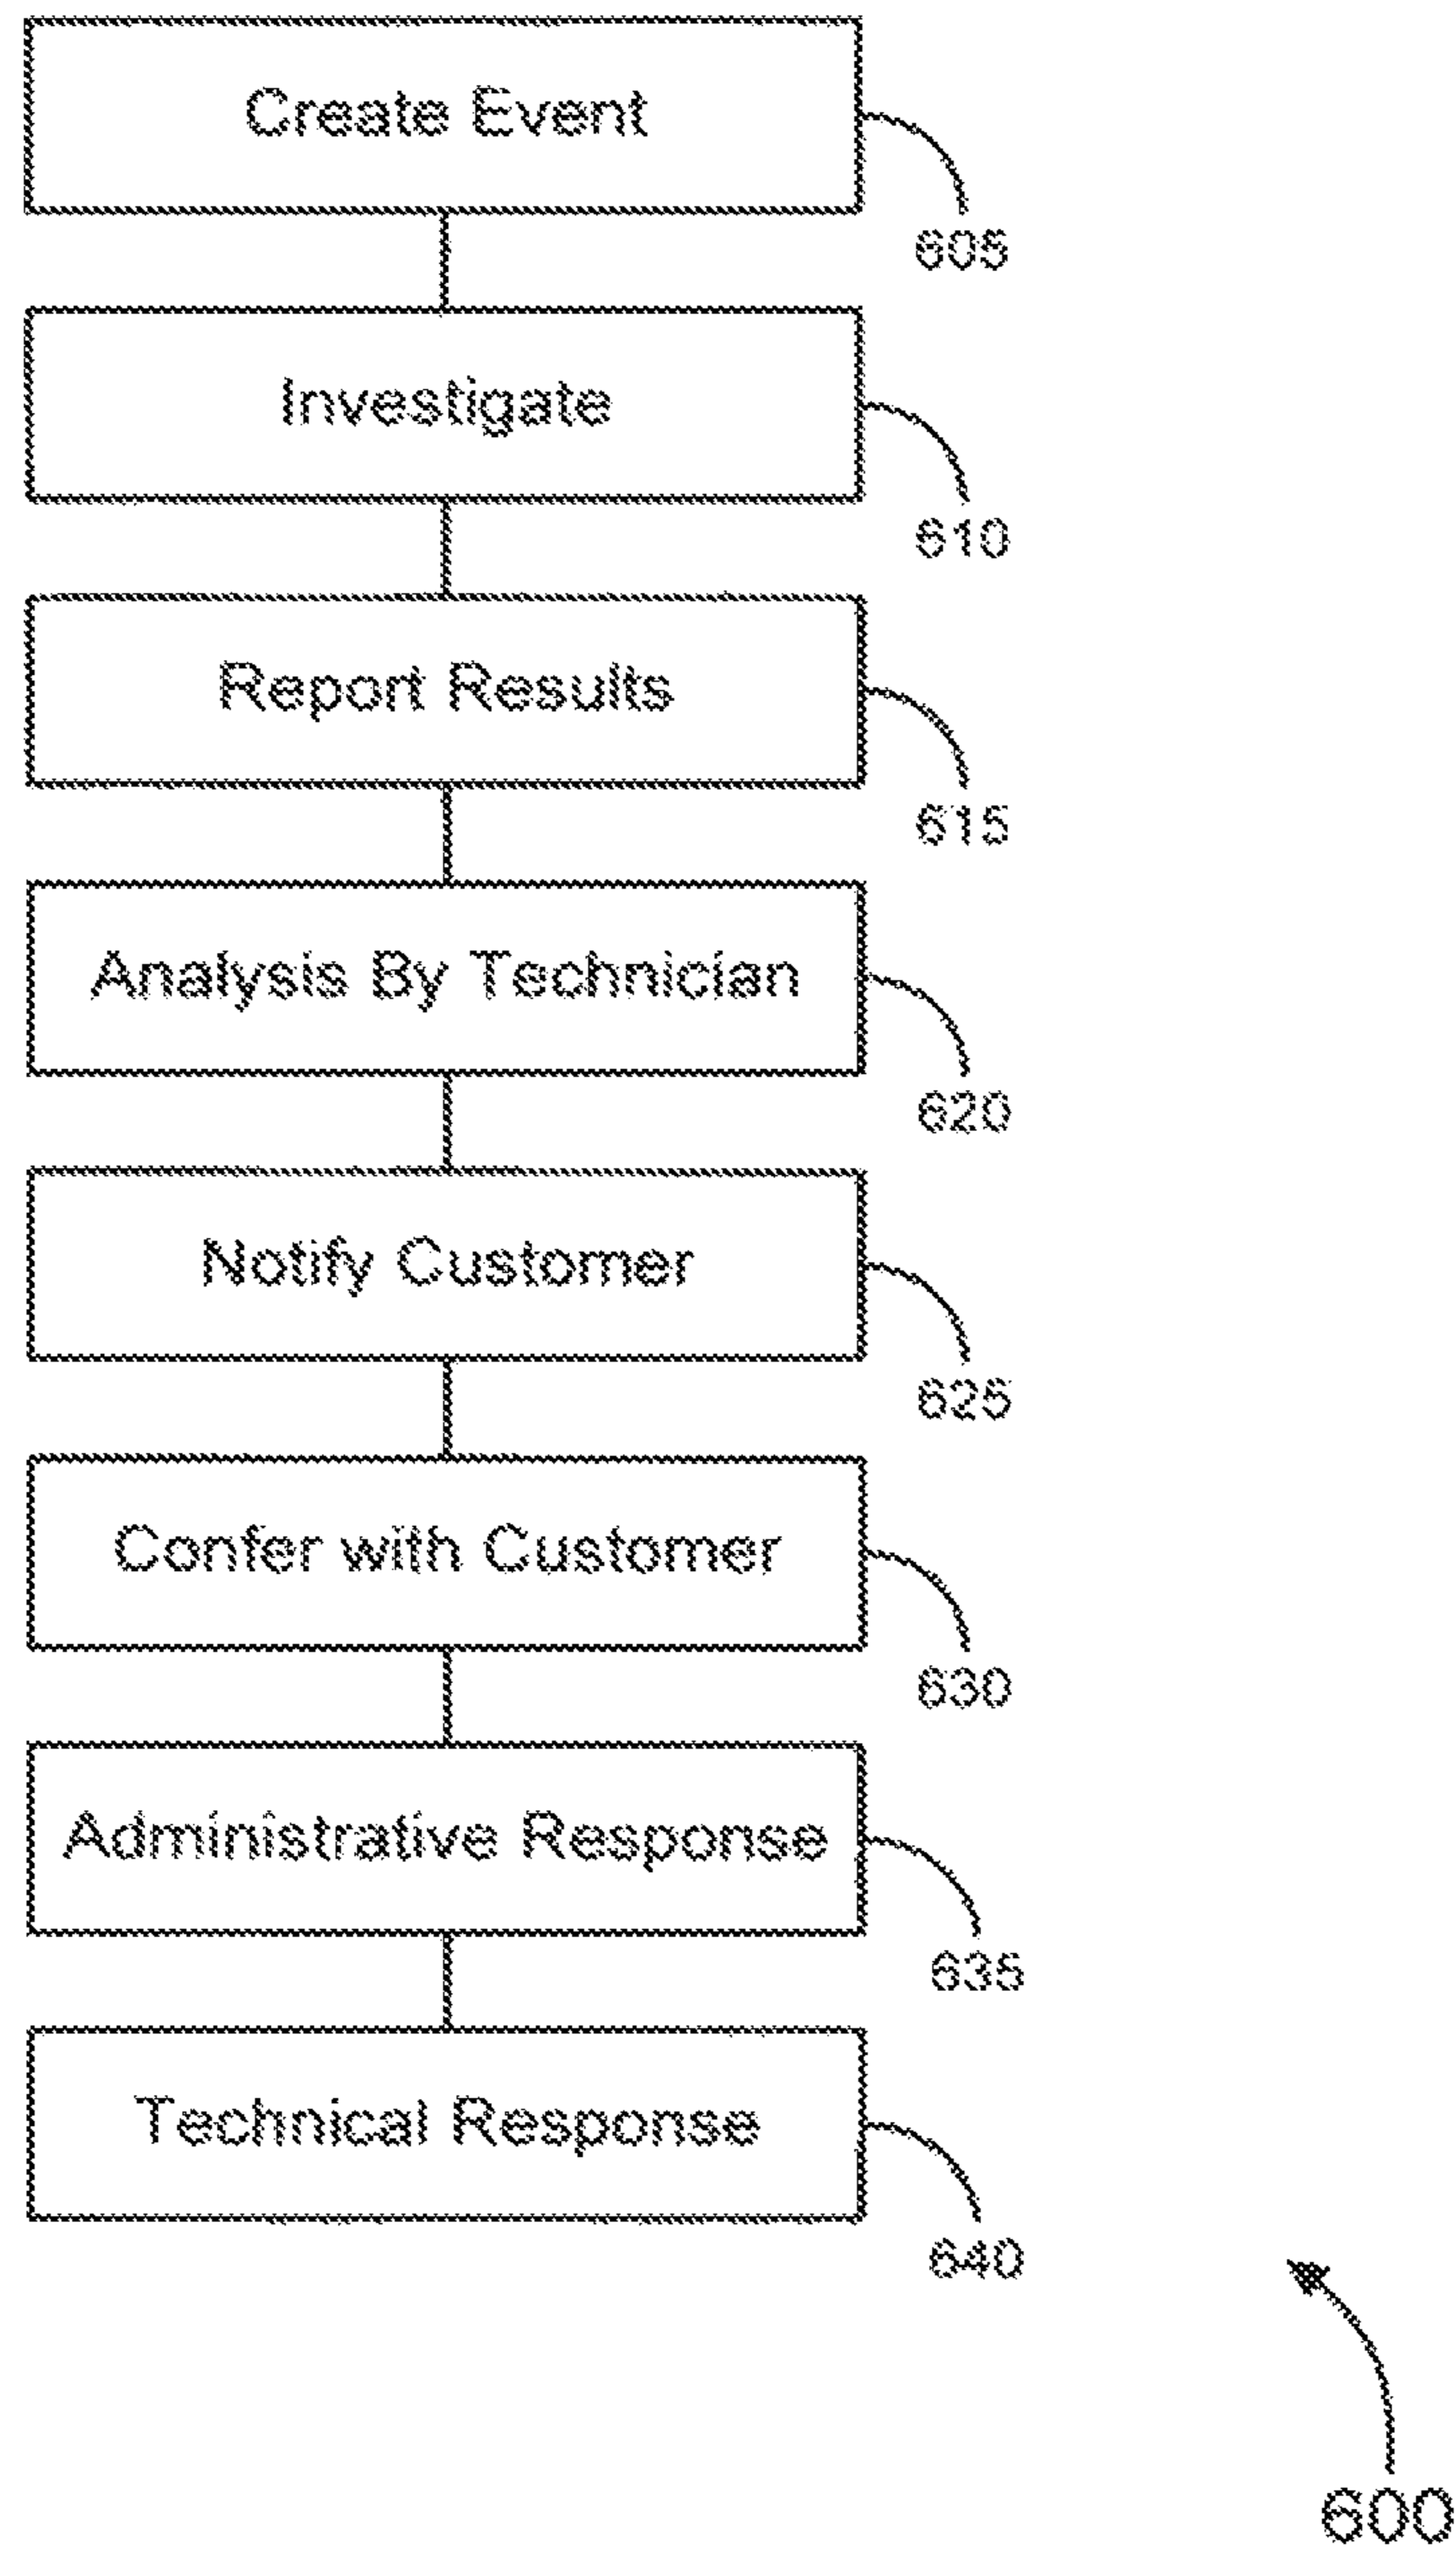 Create Event
605
Investigate
610
Report Results
615
Analysis By Technician
620
Notify Customer
625
Confer with Customer
630
Administrative Response
635
Technical Response
640
600